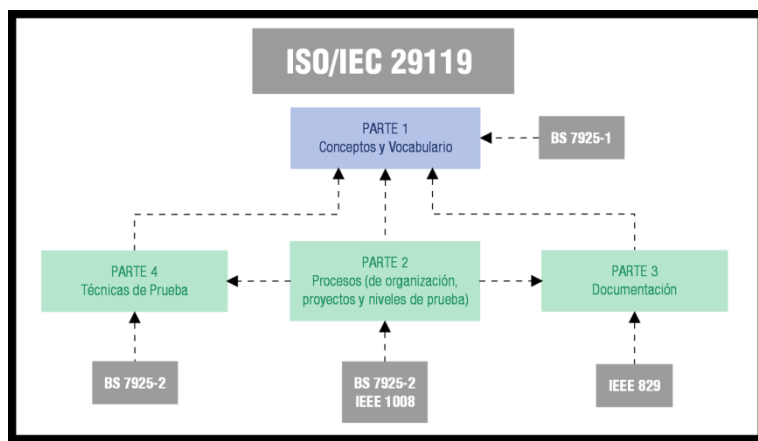 ISO/IEC 29119
PARTE 1
Conceptos y Vocabulario
BS 7925-1
PARTE 4
Técnicas de Prueba
PARTE 2
Procesos (de organización,
proyectos y niveles de prueba)
PARTE 3
Documentación
BS 7925-2
BS 7925-2
IEEE 1008
IEEE 829